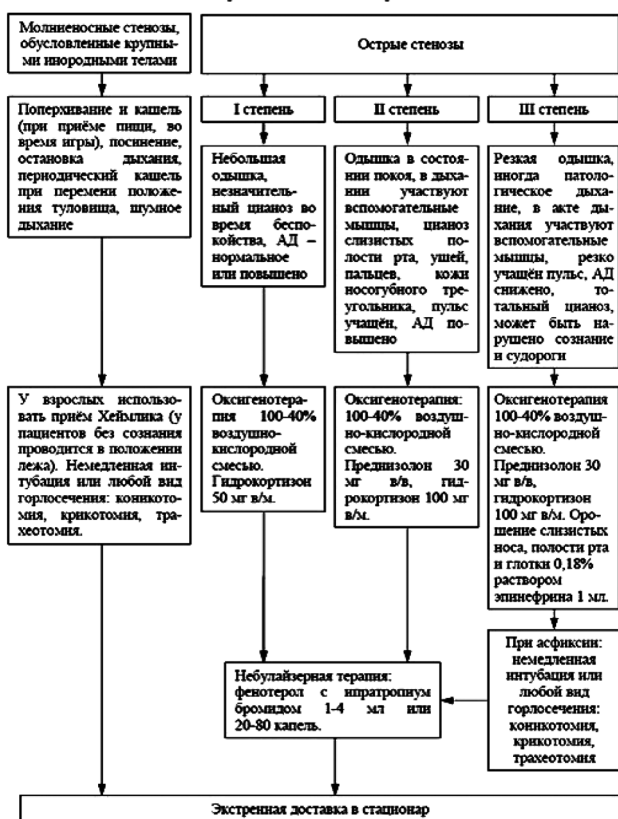 Молниеносные стенозы,
обусловленные крупны-
ми инородными телами
Острые стенозы
Поперхивание и кашель
(при приёме пищи, во
время игры), посинение,
остановка дыхания,
периодический кашель
при перемени положе-
ния туловища, шумное
дыхание
I степень
II степень
III степень
Небольшая
одышка,
незначитель-
ный цианоз во
время беспо-
койства, АД –
нормальное
или повышено
Одышка в состоя-
нии покоя, в дыха-
нии участвуют
вспомогательные
мышцы, цианоз
слизистых по-
лости рта, ушей,
пальцев, кожи
носогубного тре-
угольника, пульс
учащён, АД по-
вышено
Резкая одышка,
иногда патоло-
гическое дыха-
ние, в акте ды-
хания участвуют
вспомогательные
мышцы, резко
учащён пульс, АД
снижено, то-
тальный цианоз,
может быть на-
рушено сознание
и судороги
У взрослых использо-
вать приём Хеймлика (у
пациентов без сознания
проводится в положении
лежа). Немедленная ин-
тубация или любой вид
горлосечения: коникото-
мия, крикотомия, тра-
хеотомия.
Оксигенотера-
пия 100-40%
воздушно-
кислородной
смесью.
Гидрокортизон
50 мг в/м.
Оксигенотерапия:
100-40% воздуш-
но-кислородной
смесью.
Преднизолон 30
мг в/в, гид-
рокортизон 100 мг
в/м.
Оксигенотерапия
100-40% воздуш-
но-кислородной
смесью.
Преднизолон 30
мг в/в,
гидрокортизон
100 мг в/м. Оро-
шение слизистых
носа, полости рта
и глотки 0,18%
раствором
эпинефрина 1 мл.
Небулайзерная терапия:
фенотерол с ипратропиум
бромидом 1-4 мл или
20-80 капель.
При асфиксии:
немедленная
интубация или
любой вид
горлосечения:
коникотомия,
крикотомия,
трахеотомия
Экстренная доставка в стационар